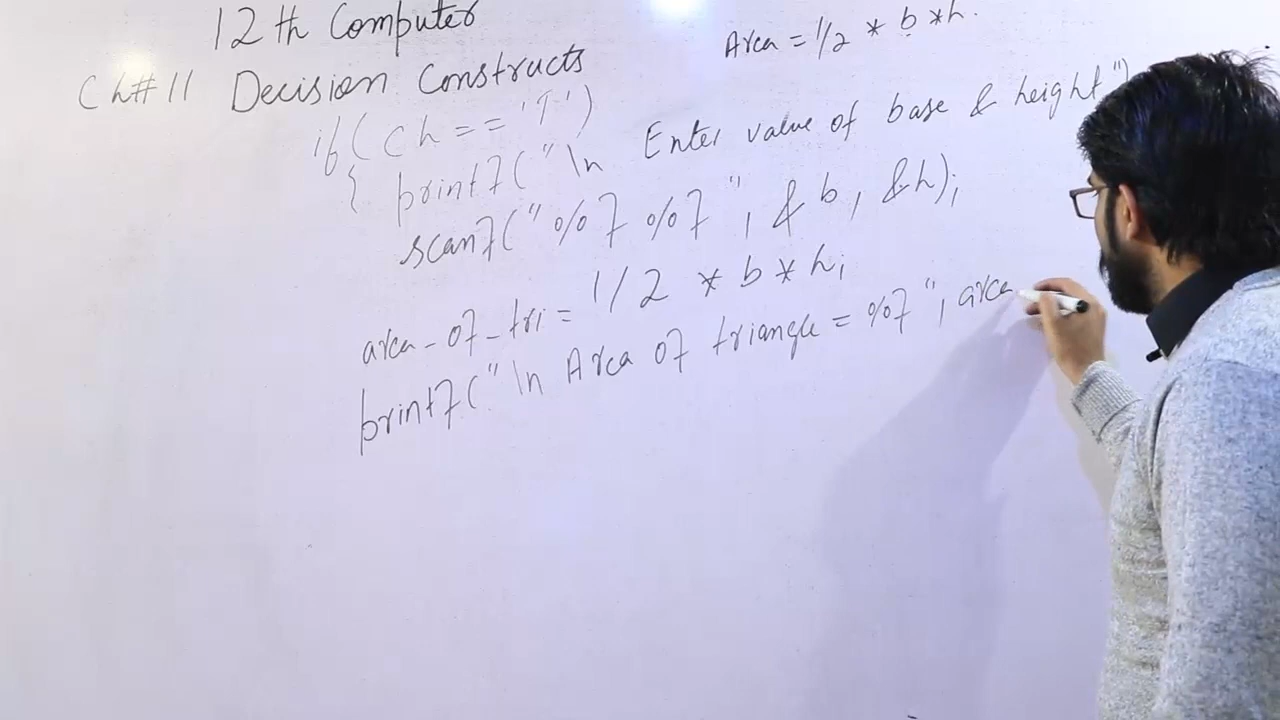 12th Computer
Area = 1/2 * b * h.
Ch#11 Decision Constructs
if ( ch == 'T' )
{ printf ( "\n Enter value of base & height"
scanf ( "%f %f ", & b, &h);
area_of_tri = 1/2 * b * h;
printf ( "\n Area of triangle = %f ", area